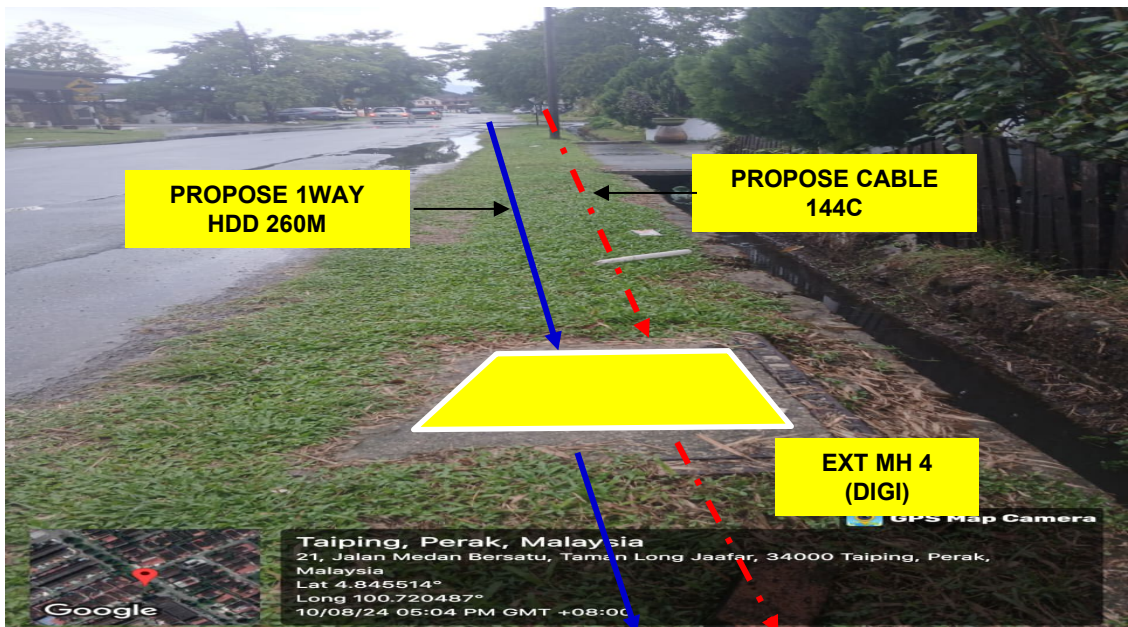 PROPOSE 1WAY
HDD 260M
PROPOSE CABLE
144C
EXT MH 4
(DIGI)
GPS Map Camera
Taiping, Perak, Malaysia
21, Jalan Medan Bersatu, Taman Long Jaafar, 34000 Taiping, Perak,
Malaysia
Lat 4.845514°
Long 100.720487°
10/08/24 05:04 PM GMT +08:00
Google